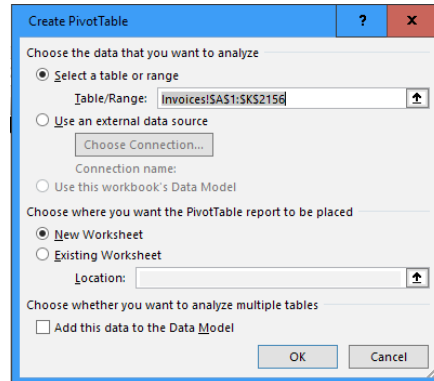 Create PivotTable ? x
Choose the data that you want to analyze
Select a table or range
Table/Range: Invoices!$A$1:$K$2156
Use an external data source
Choose Connection...
Connection name:
Use this workbook's Data Model
Choose where you want the PivotTable report to be placed
New Worksheet
Existing Worksheet
Location:
Choose whether you want to analyze multiple tables
Add this data to the Data Model
OK Cancel